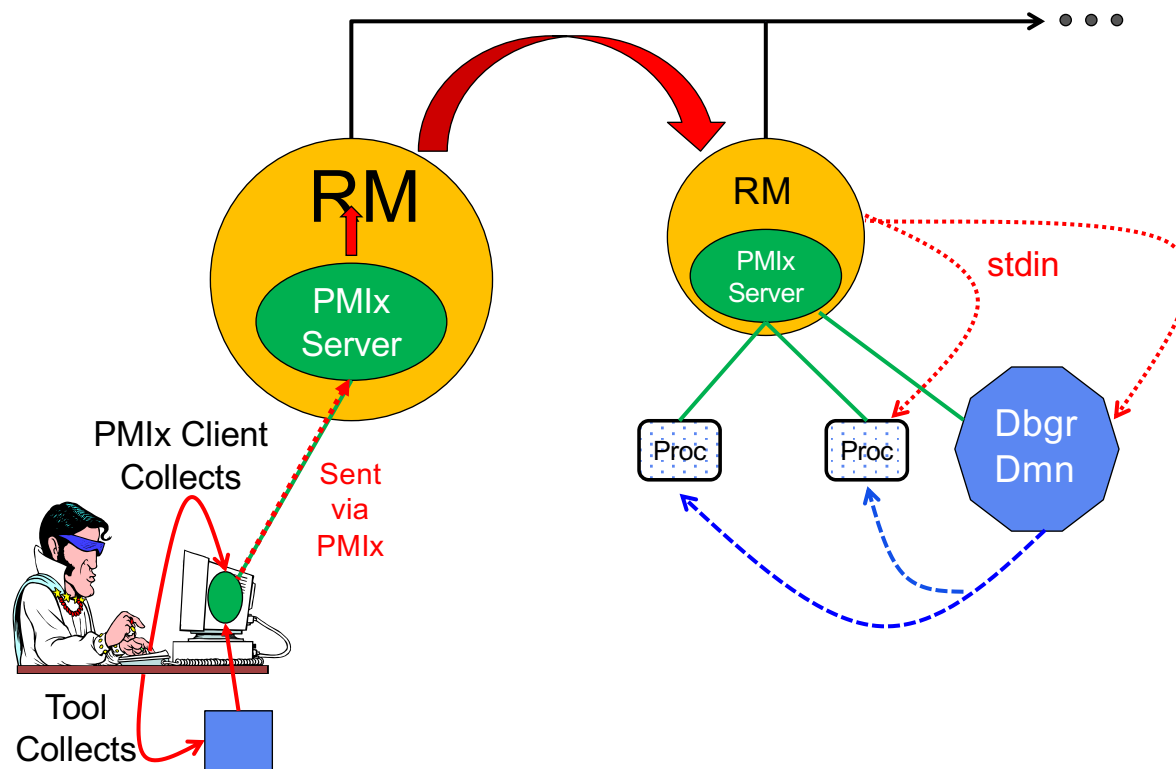 RM
PMIx
Server
RM
PMIx
Server
stdin
PMIx Client
Collects
Sent
via
PMIx
Proc
Proc
Dbgr
Dmn
Tool
Collects